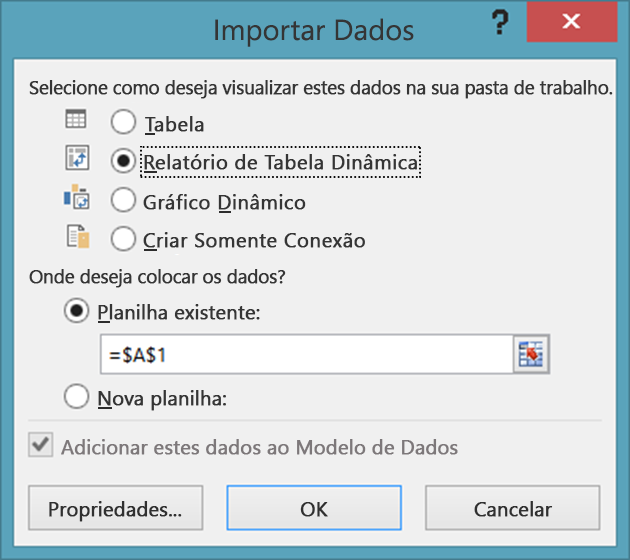 Importar Dados
?
Selecione como deseja visualizar estes dados na sua pasta de trabalho.
Tabela
Relatório de Tabela Dinâmica
Gráfico Dinâmico
Criar Somente Conexão
Onde deseja colocar os dados?
Planilha existente:
=$A$1
Nova planilha:
Adicionar estes dados ao Modelo de Dados
Propriedades... OK Cancelar